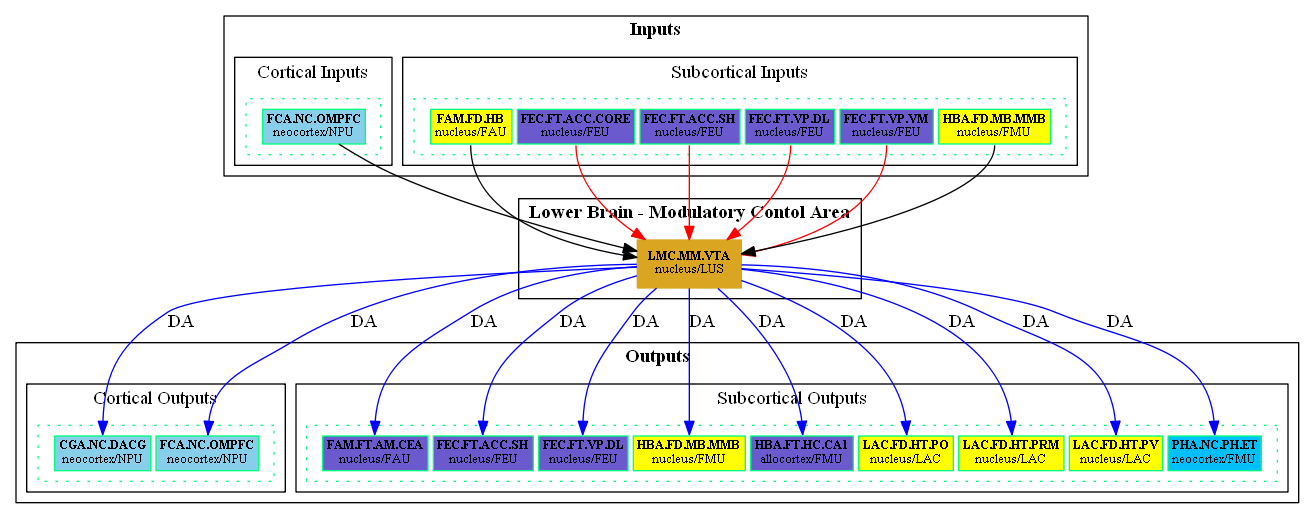 Inputs
Cortical Inputs
Subcortical Inputs
FCA.NC.OMPFC
neocortex/NPU
FAM.FD.HB
nucleus/FAU
FEC.FT.ACC.CORE
nucleus/FEU
FEC.FT.ACC.SH
nucleus/FEU
FEC.FT.VP.DL
nucleus/FEU
FEC.FT.VP.VM
nucleus/FEU
HBA.FD.MB.MMB
nucleus/FMU
Lower Brain - Modulatory Contol Area
LMC.MM.VTA
nucleus/LUS
DA
DA
DA
DA
DA
DA
DA
DA
DA
DA
DA
Outputs
Cortical Outputs
Subcortical Outputs
CGA.NC.DACG
neocortex/NPU
FCA.NC.OMPFC
neocortex/NPU
FAM.FT.AM.CEA
nucleus/FAU
FEC.FT.ACC.SH
nucleus/FEU
FEC.FT.VP.DL
nucleus/FEU
HBA.FD.MB.MMB
nucleus/FMU
HBA.FT.HC.CA1
allocortex/FMU
LAC.FD.HT.PO
nucleus/LAC
LAC.FD.HT.PRM
nucleus/LAC
LAC.FD.HT.PV
nucleus/LAC
PHA.NC.PH.ET
neocortex/FMU